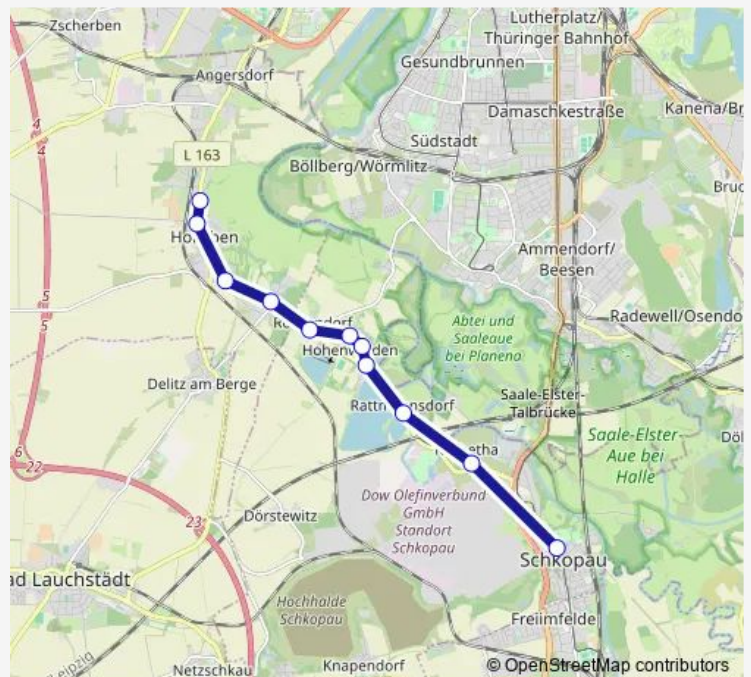 Zscherben
Lutherplatz/
Thüringer Bahnhof
Gesundbrunnen
Angersdorf
Damaschkestraße
Kanena/Br
4
4
Südstadt
L 163
Böllberg/Wörmlitz
Bruc
Ammendorf/
Beesen
5
5
Radewell/Osendo
Abtei und
Saaleaue
bei Planena
Delitz am Berge
Saale-Elster-
Talbrücke
Saale-Elster-
Aue bei
Halle
Döl
6
22
Dow Olefinverbund
GmbH
Standort
Schkopau
23
Dörstewitz
Schkopau
ad Lauchstädt
Hochhalde
Schkopau
Freiimfelde
Leipzig
Netzschkau
Knapendorf
© OpenStreetMap contributors